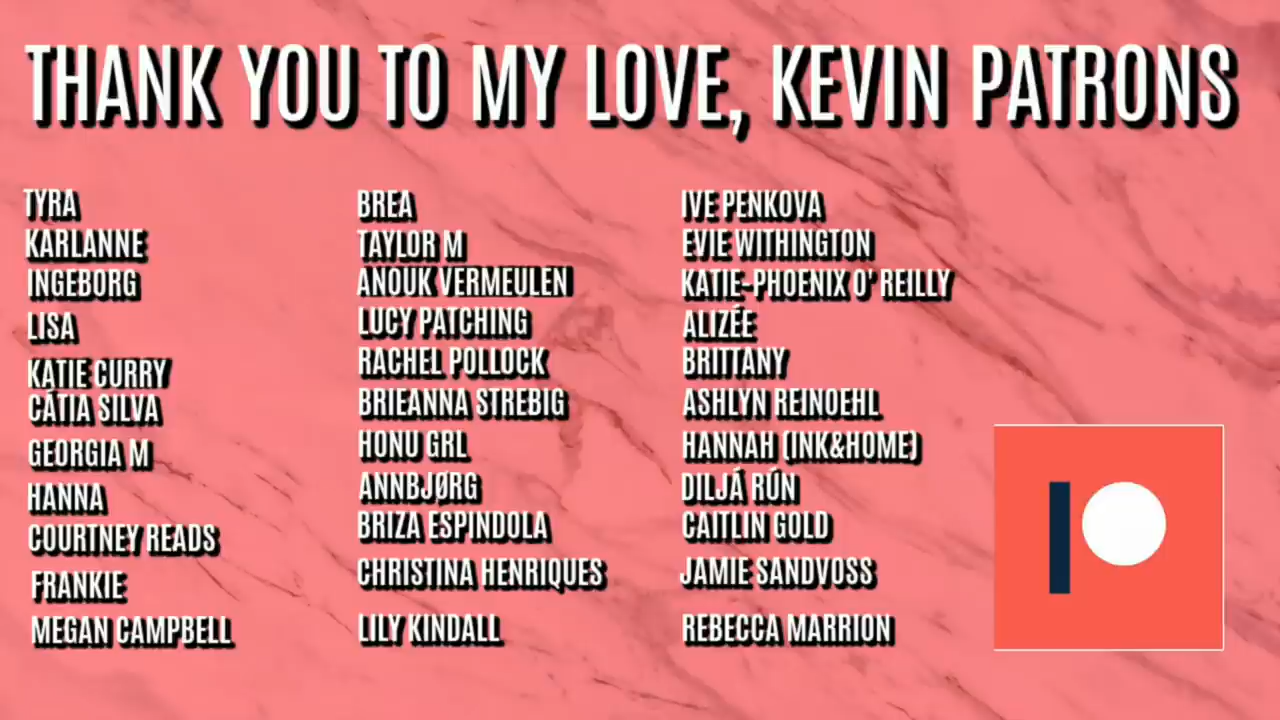 THANK YOU TO MY LOVE, KEVIN PATRONS
TYRA
KARLANNE
INGEBORG
LISA
KATIE CURRY
CÁTIA SILVA
GEORGIA M
HANNA
COURTNEY READS
FRANKIE
MEGAN CAMPBELL
BREA
TAYLOR M
ANOUK VERMEULEN
LUCY PATCHING
RACHEL POLLOCK
BRIEANNA STREBIG
HONU GRL
ANNBJØRG
BRIZA ESPINDOLA
CHRISTINA HENRIQUES
LILY KINDALL
IVE PENKOVA
EVIE WITHINGTON
KATIE-PHOENIX O' REILLY
ALIZÉE
BRITTANY
ASHLYN REINOEHL
HANNAH (INK&HOME)
DILJÁ RÚN
CAITLIN GOLD
JAMIE SANDVOSS
REBECCA MARRION